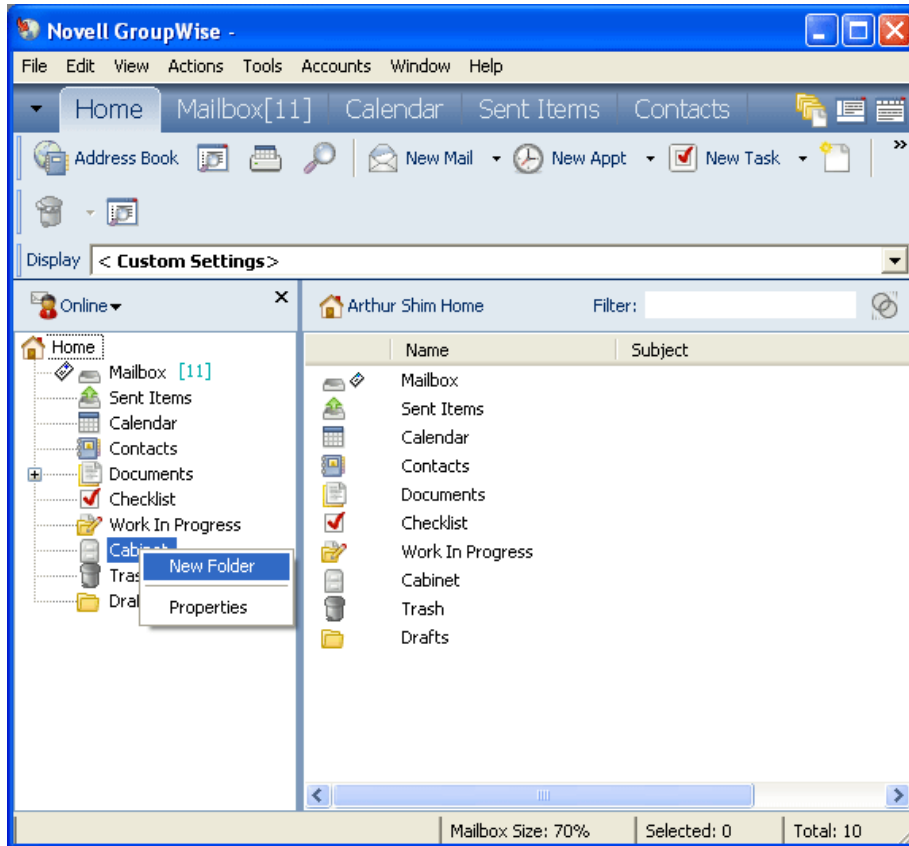 Novell GroupWise -
File Edit View Actions Tools Accounts Window Help
Home Mailbox[11] Calendar Sent Items Contacts
Address Book New Mail New Appt New Task »
Display < Custom Settings>
Online x Arthur Shim Home Filter:
Home
Mailbox [11]
Sent Items
Calendar
Contacts
Documents
Checklist
Work In Progress
Cabinet
New Folder
Properties
Name Subject
Mailbox
Sent Items
Calendar
Contacts
Documents
Checklist
Work In Progress
Cabinet
Trash
Drafts
Mailbox Size: 70% Selected: 0 Total: 10